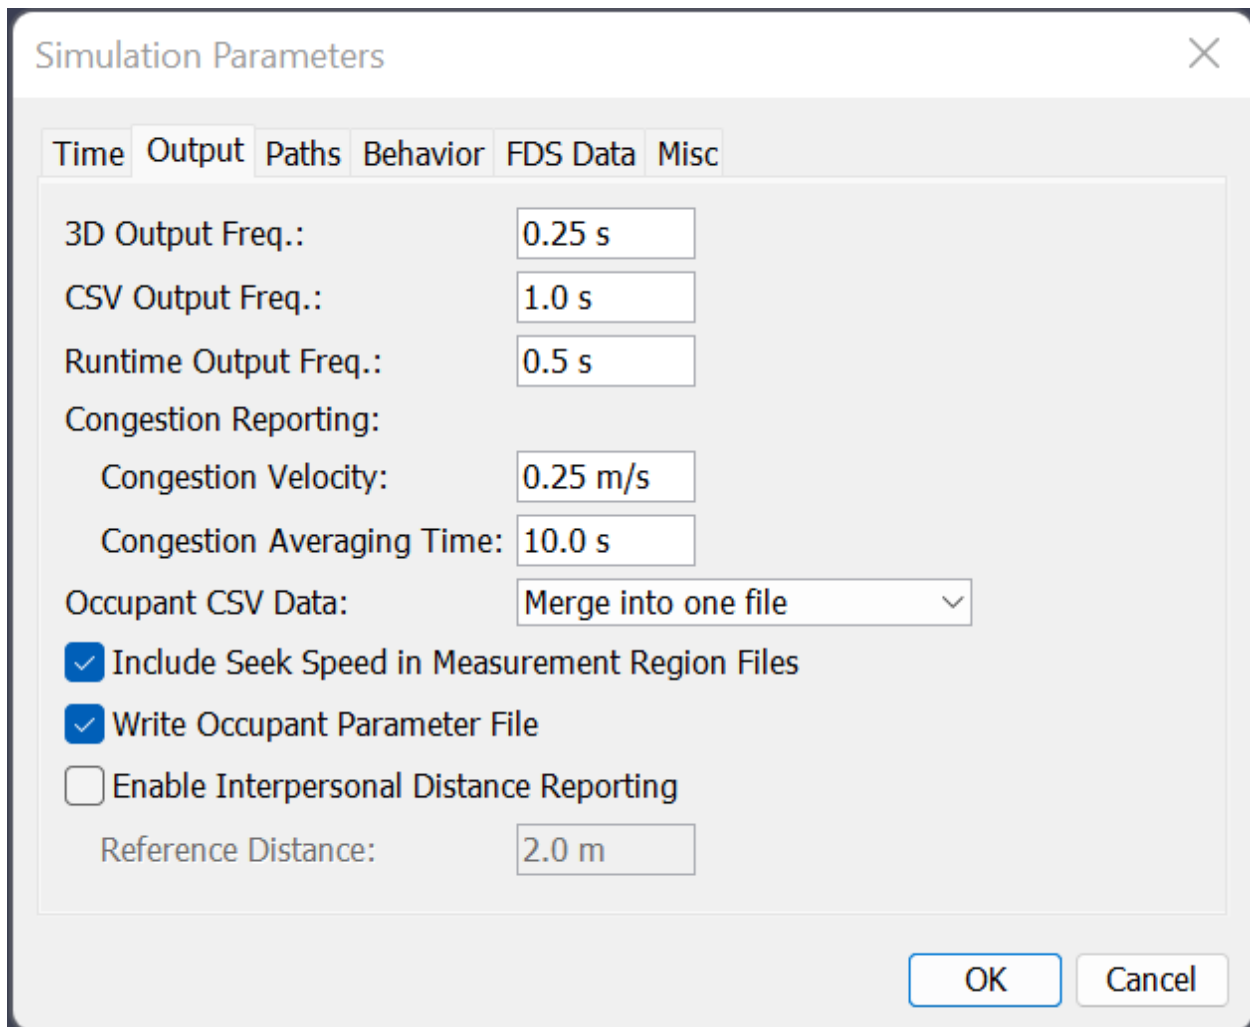 Simulation Parameters
Time Output Paths Behavior FDS Data Misc
3D Output Freq.: 0.25 s
CSV Output Freq.: 1.0 s
Runtime Output Freq.: 0.5 s
Congestion Reporting:
Congestion Velocity: 0.25 m/s
Congestion Averaging Time: 10.0 s
Occupant CSV Data: Merge into one file
Include Seek Speed in Measurement Region Files
Write Occupant Parameter File
Enable Interpersonal Distance Reporting
Reference Distance: 2.0 m
OK Cancel